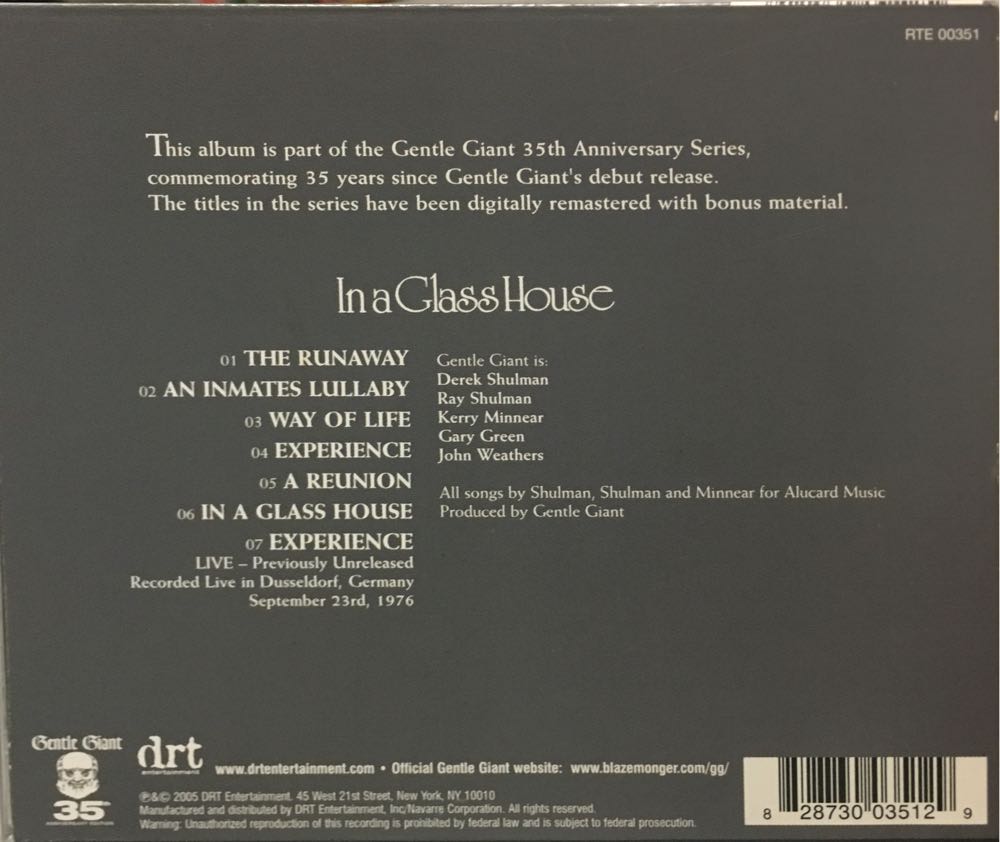 RTE 00351
This album is part of the Gentle Giant 35th Anniversary Series,
commemorating 35 years since Gentle Giant's debut release.
The titles in the series have been digitally remastered with bonus material.
In a Glass House
01 THE RUNAWAY
02 AN INMATES LULLABY
03 WAY OF LIFE
04 EXPERIENCE
05 A REUNION
06 IN A GLASS HOUSE
07 EXPERIENCE
LIVE – Previously Unreleased
Recorded Live in Dusseldorf, Germany
September 23rd, 1976
Gentle Giant is:
Derek Shulman
Ray Shulman
Kerry Minnear
Gary Green
John Weathers
All songs by Shulman, Shulman and Minnear for Alucard Music
Produced by Gentle Giant
Gentle Giant
35th
ANNIVERSARY EDITION
drt
entertainment
www.drtentertainment.com • Official Gentle Giant website: www.blazemonger.com/gg/
℗&© 2005 DRT Entertainment. 45 West 21st Street, New York, NY 10010
Manufactured and distributed by DRT Entertainment, Inc/Navarre Corporation. All rights reserved.
Warning: Unauthorized reproduction of this recording is prohibited by federal law and is subject to federal prosecution.
8 28730 03512 9